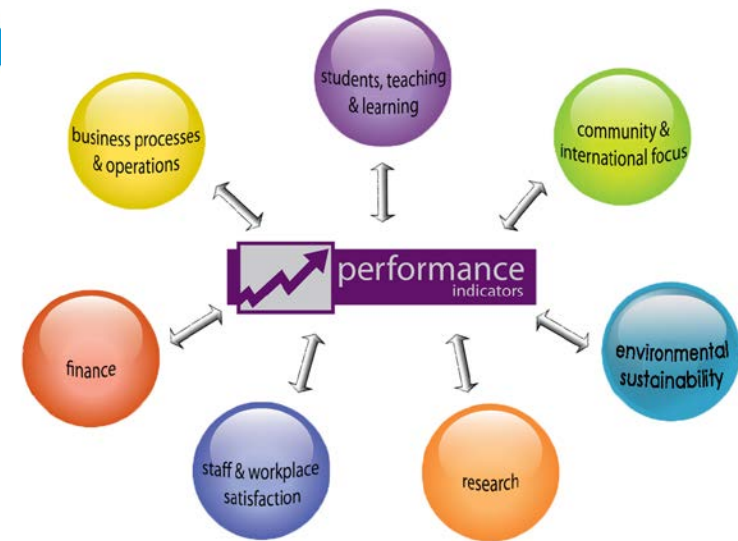 students, teaching
& learning
business processes
& operations
community &
international focus
performance
indicators
finance
environmental
sustainability
staff & workplace
satisfaction
research